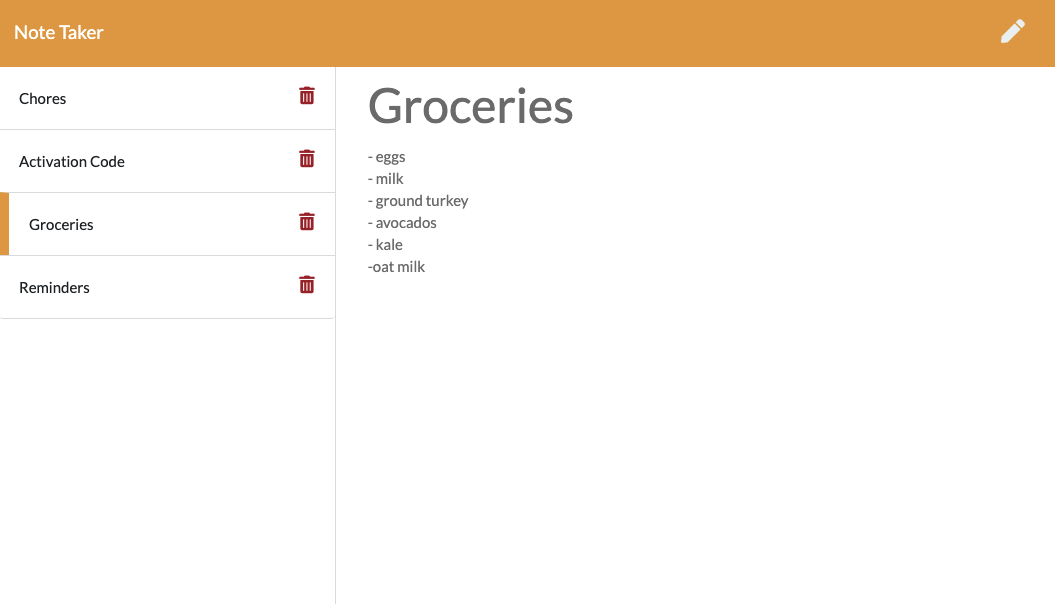 Note Taker
Chores
Activation Code
Groceries
Reminders
Groceries
- eggs
- milk
- ground turkey
- avocados
- kale
-oat milk